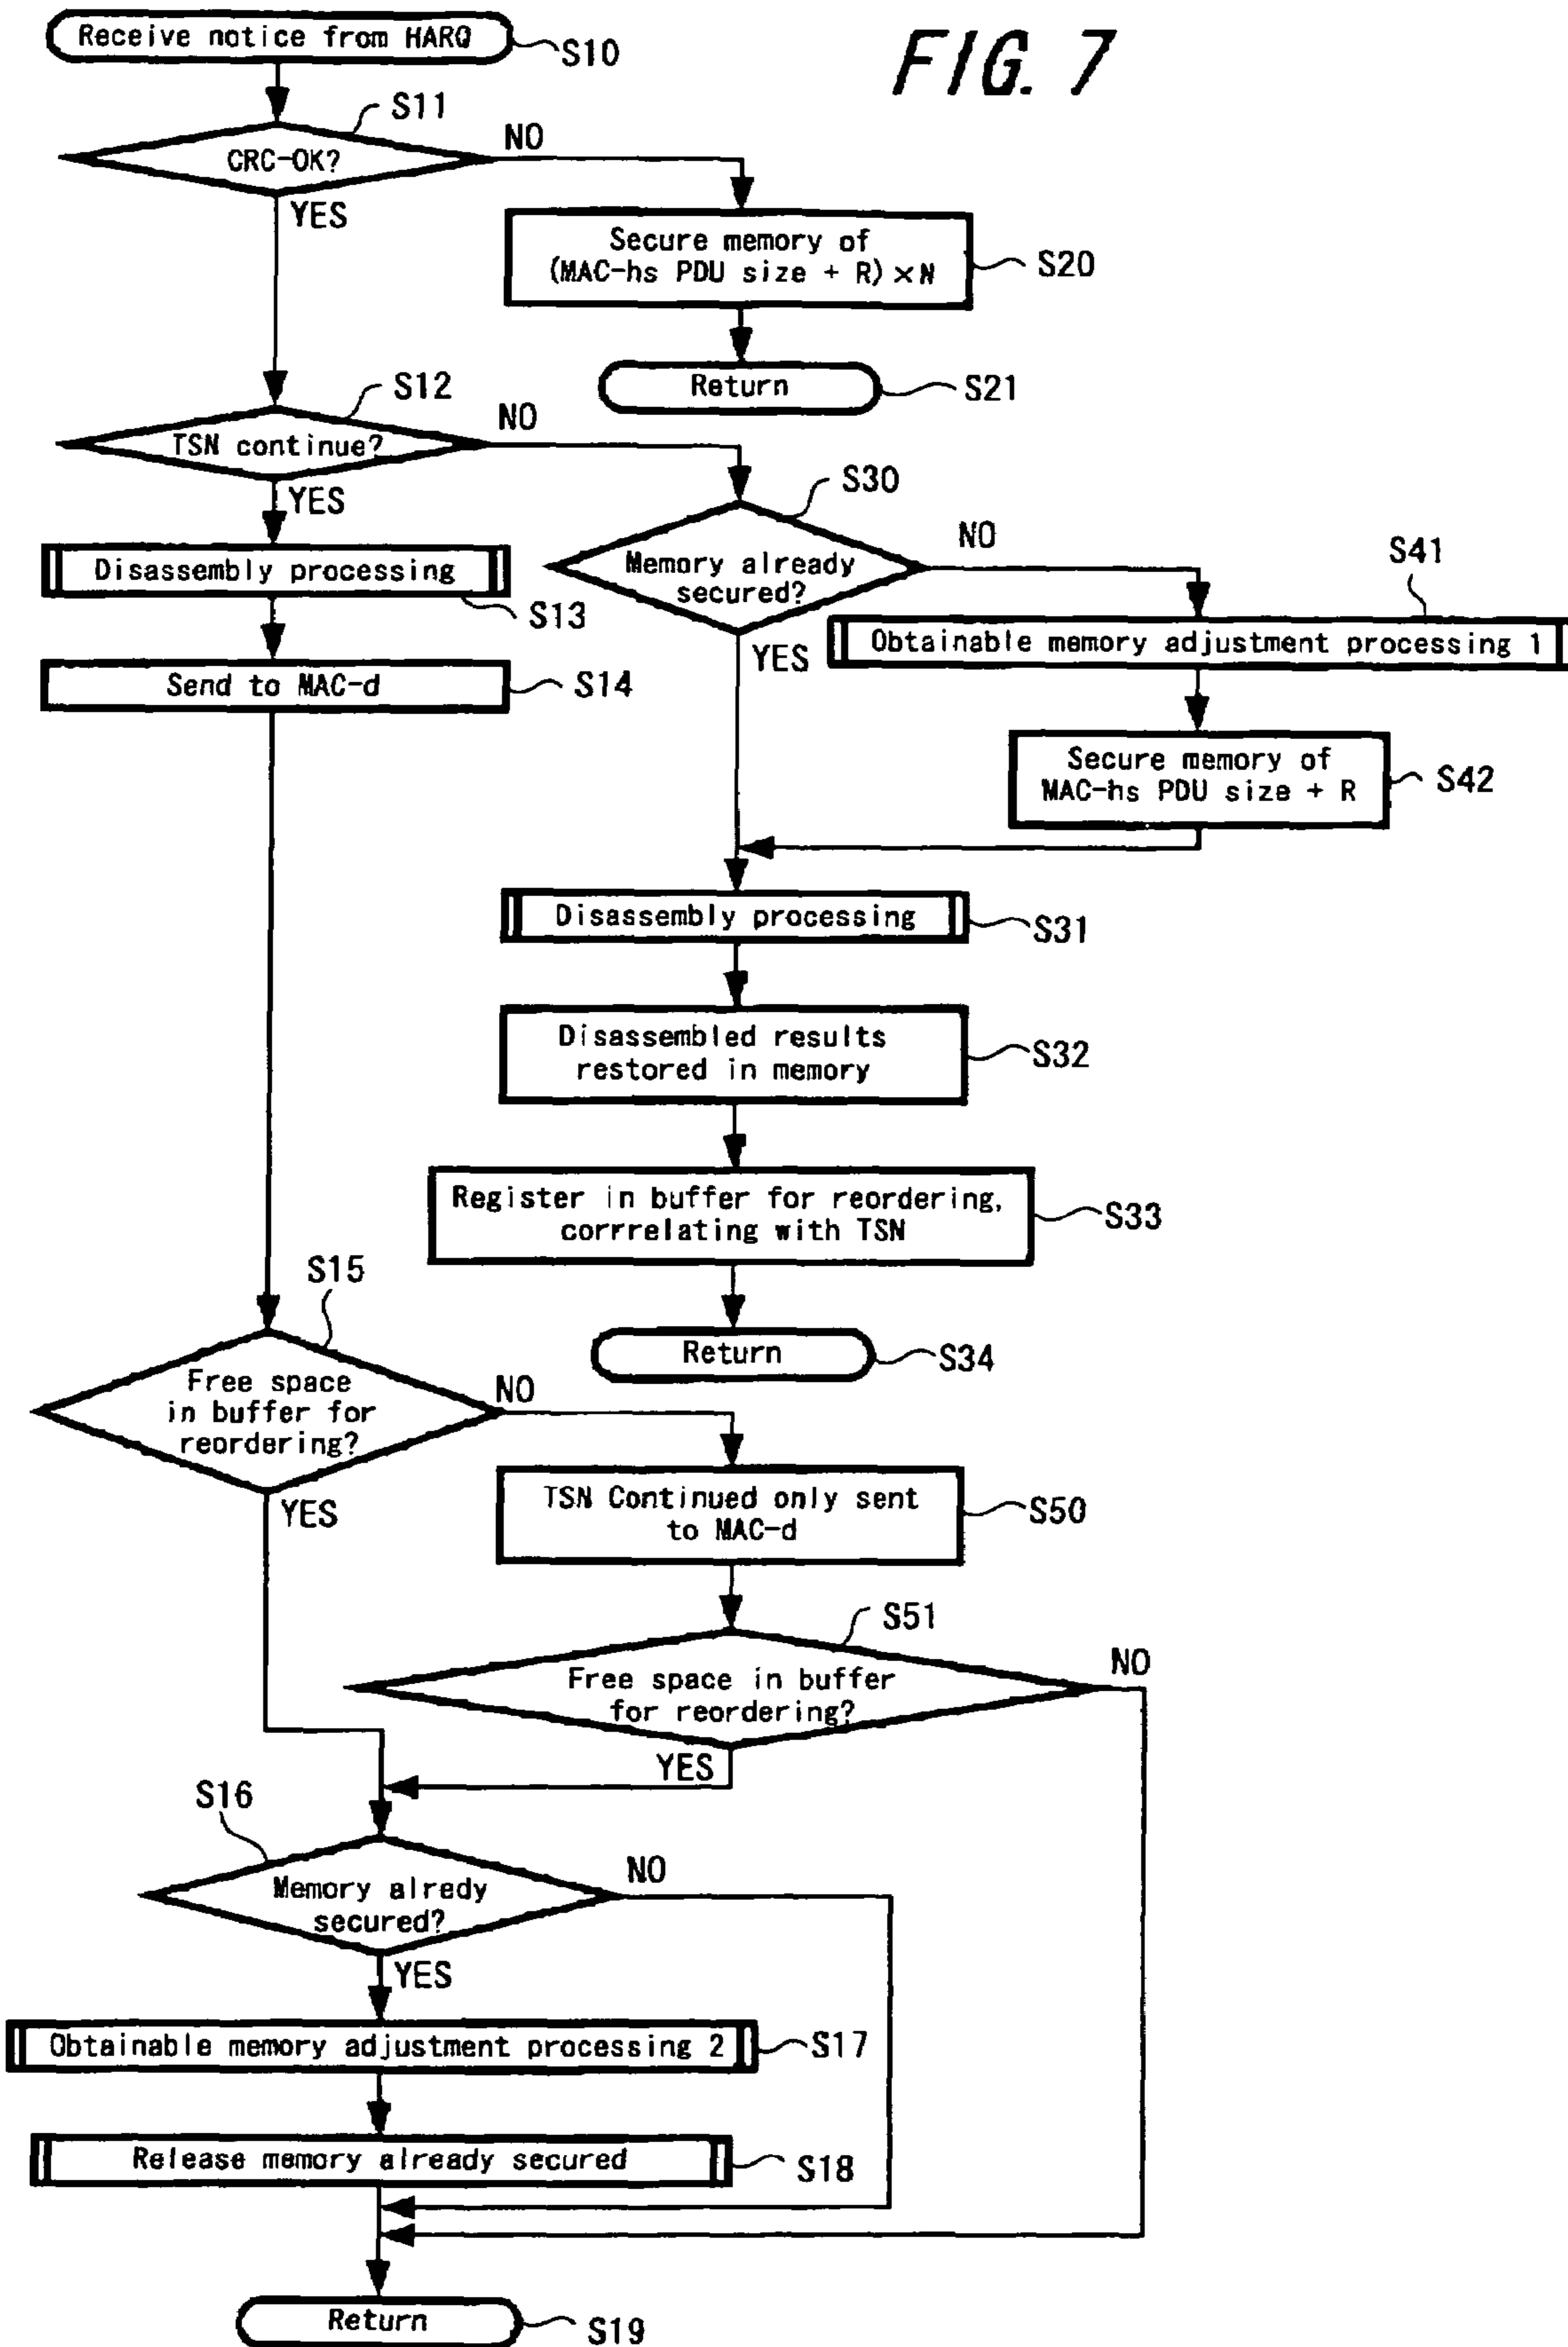 FIG. 7
Receive notice from HARQ
S10
S11
CRC-OK?
NO
YES
Secure memory of
(MAC-hs PDU size + R) × N
S20
Return
S21
S12
TSN continue?
NO
YES
S30
Memory already
secured?
NO
YES
Disassembly processing
S13
S41
Obtainable memory adjustment processing 1
Send to MAC-d
S14
Secure memory of
MAC-hs PDU size + R
S42
Disassembly processing
S31
Disassembled results
restored in memory
S32
Register in buffer for reordering,
corrrelating with TSN
S33
Return
S34
S15
Free space
in buffer for
reordering?
NO
YES
TSN Continued only sent
to MAC-d
S50
S51
Free space in buffer
for reordering?
NO
YES
S16
Memory alredy
secured?
NO
YES
Obtainable memory adjustment processing 2
S17
Release memory already secured
S18
Return
S19